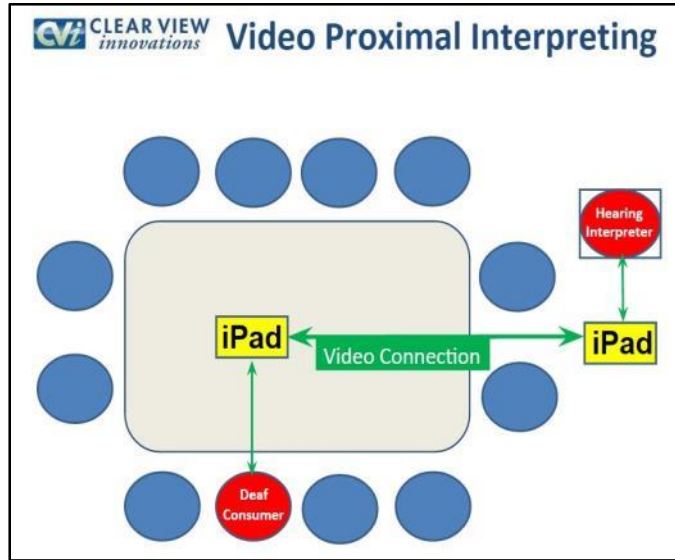 CVi CLEAR VIEW
innovations
Video Proximal Interpreting
Hearing
Interpreter
iPad
Video Connection
iPad
Deaf
Consumer